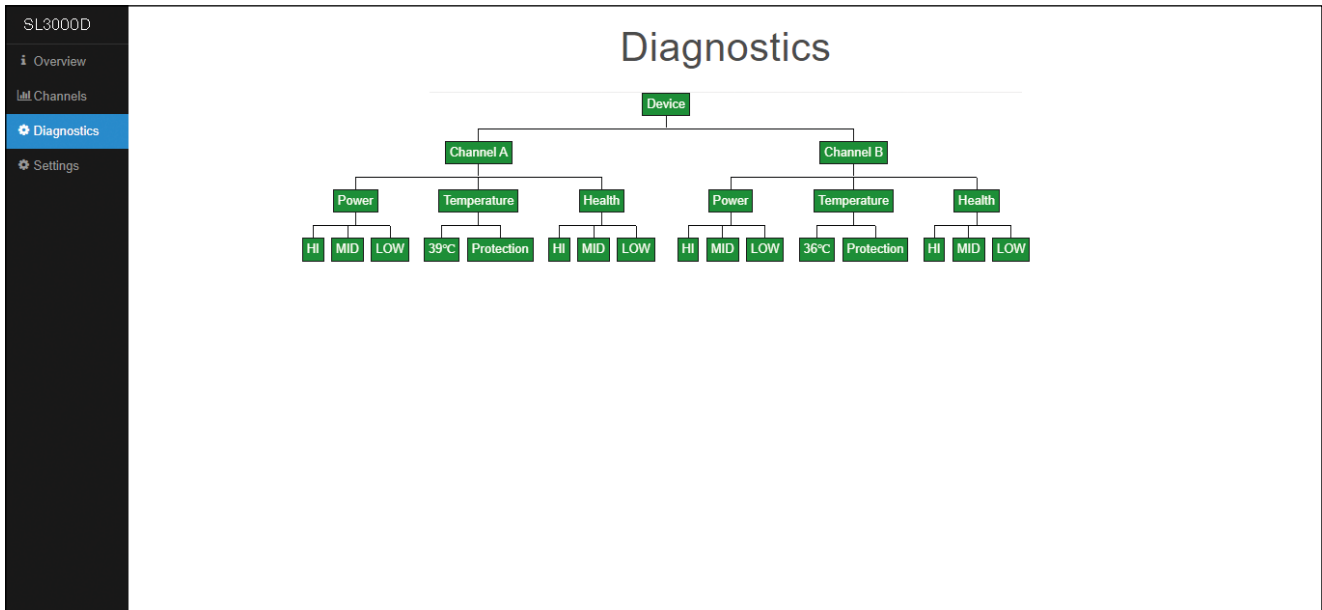 SL3000D
Overview
Channels
Diagnostics
Settings
Diagnostics
Device
Channel A Channel B
Power Temperature Health Power Temperature Health
HI MID LOW 39°C Protection HI MID LOW HI MID LOW 36°C Protection HI MID LOW